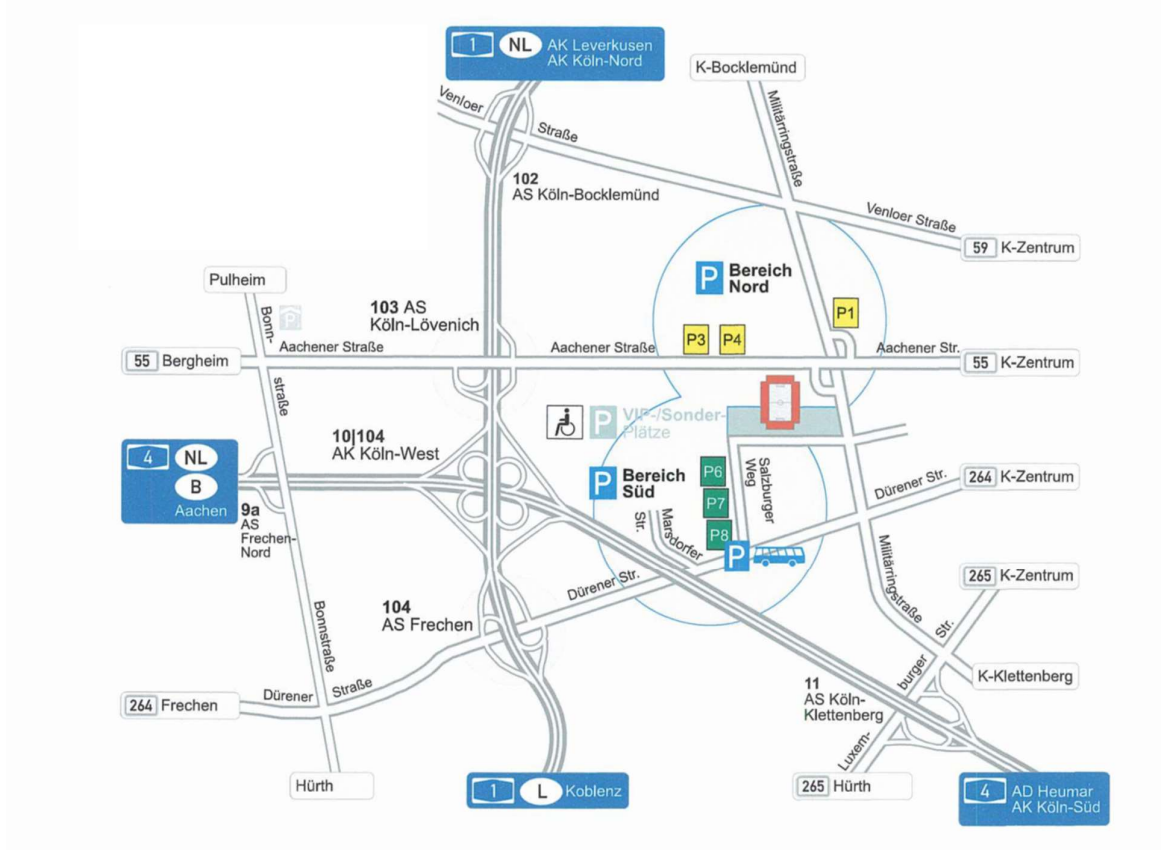 1 NL AK Leverkusen
AK Köln-Nord
K-Bocklemünd
Venloer
Straße
Militärringstraße
102
AS Köln-Bocklemünd
Venloer Straße
59 K-Zentrum
Pulheim
P Bereich
Nord
Bonn-
P
103 AS
Köln-Lövenich
P1
P3 P4
55 Bergheim
Aachener Straße
Aachener Straße
Aachener Str.
55 K-Zentrum
straße
P VIP-/Sonder-
Plätze
10|104
AK Köln-West
4 NL
B
Aachen
P Bereich
Süd
P6
P7
P8
Salzburger
Weg
Dürener Str.
264 K-Zentrum
9a
AS
Frechen-
Nord
Marsdorfer
Str.
P
Dürener Str.
Militärringstraße
265 K-Zentrum
104
AS Frechen
Bonnstraße
burger
Str.
K-Klettenberg
11
AS Köln-
Klettenberg
264 Frechen
Dürener
Straße
Luxem-
Hürth
1 L Koblenz
265 Hürth
4 AD Heumar
AK Köln-Süd